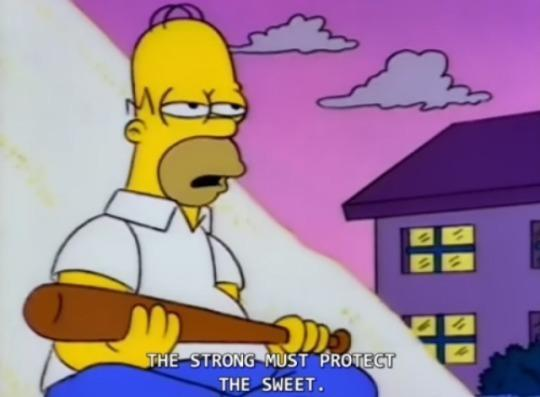 THE STRONG MUST PROTECT
THE SWEET.